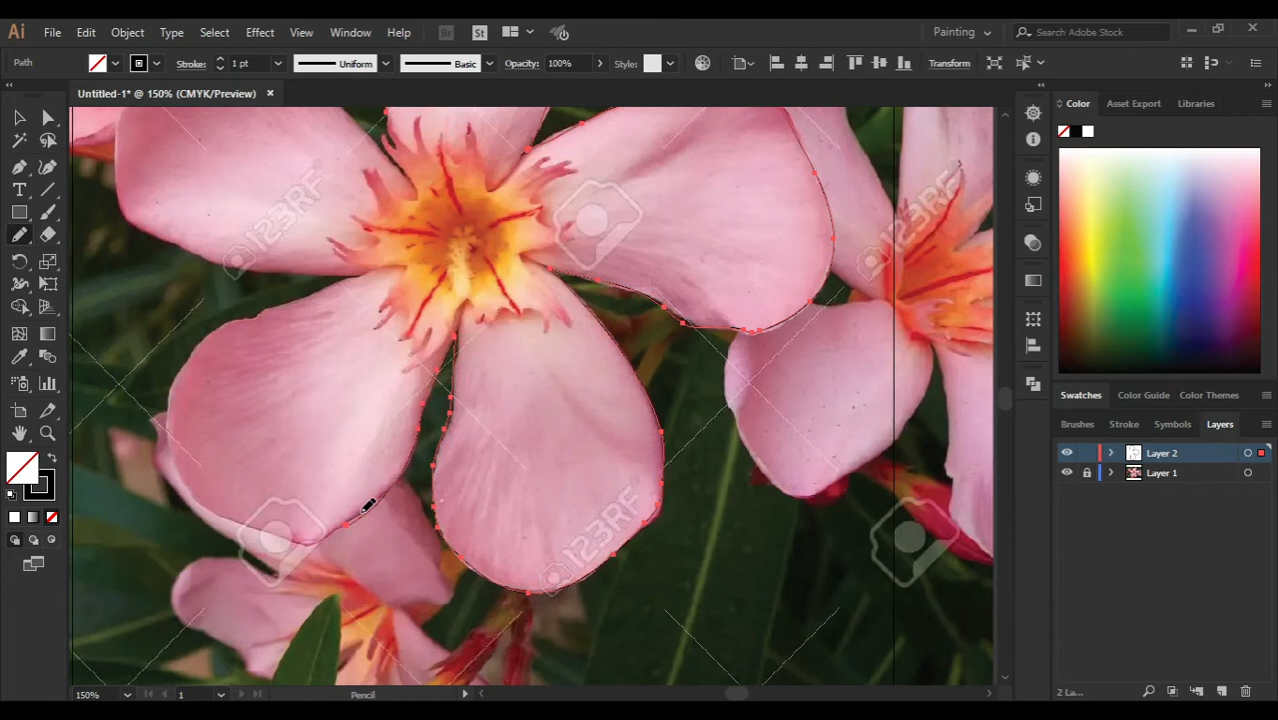 Ai File Edit Object Type Select Effect View Window Help Br St Painting Search Adobe Stock
Path Stroke: 1 pt Uniform Basic Opacity: 100% Style: Transform
Untitled-1* @ 150% (CMYK/Preview)
Color Asset Export Libraries
Swatches Color Guide Color Themes
Brushes Stroke Symbols Layers
Layer 2
Layer 1
123RF
123RF
123RF
123RF
150% 1 Pencil 2 La...